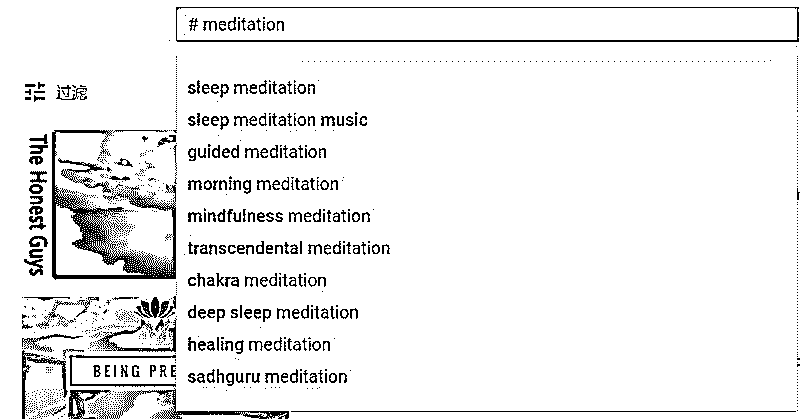 # meditation
过滤
sleep meditation
sleep meditation music
guided meditation
morning meditation
mindfulness meditation
transcendental meditation
chakra meditation
deep sleep meditation
healing meditation
sadhguru meditation
The Honest Guys
BEING PRE